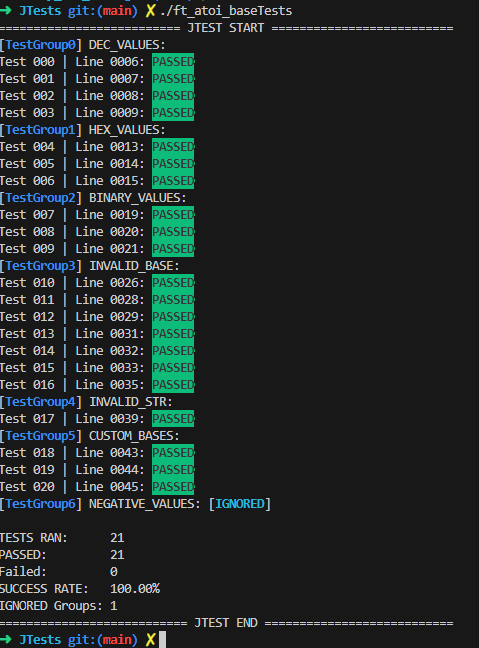 ➜ JTests git:(main) ✗ ./ft_atoi_baseTests
========================== JTEST START ==========================
[TestGroup0] DEC_VALUES:
Test 000 | Line 0006: PASSED
Test 001 | Line 0007: PASSED
Test 002 | Line 0008: PASSED
Test 003 | Line 0009: PASSED
[TestGroup1] HEX_VALUES:
Test 004 | Line 0013: PASSED
Test 005 | Line 0014: PASSED
Test 006 | Line 0015: PASSED
[TestGroup2] BINARY_VALUES:
Test 007 | Line 0019: PASSED
Test 008 | Line 0020: PASSED
Test 009 | Line 0021: PASSED
[TestGroup3] INVALID_BASE:
Test 010 | Line 0026: PASSED
Test 011 | Line 0028: PASSED
Test 012 | Line 0029: PASSED
Test 013 | Line 0031: PASSED
Test 014 | Line 0032: PASSED
Test 015 | Line 0033: PASSED
Test 016 | Line 0035: PASSED
[TestGroup4] INVALID_STR:
Test 017 | Line 0039: PASSED
[TestGroup5] CUSTOM_BASES:
Test 018 | Line 0043: PASSED
Test 019 | Line 0044: PASSED
Test 020 | Line 0045: PASSED
[TestGroup6] NEGATIVE_VALUES: [IGNORED]
TESTS RAN: 21
PASSED: 21
Failed: 0
SUCCESS RATE: 100.00%
IGNORED Groups: 1
=========================== JTEST END ===========================
➜ JTests git:(main) ✗